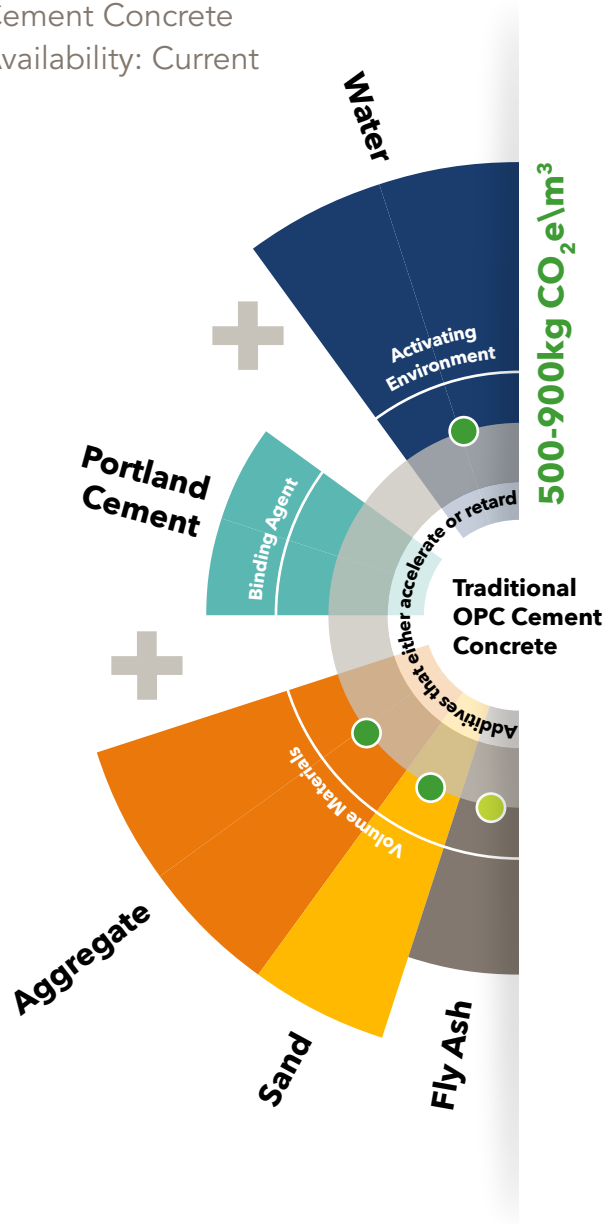 Cement Concrete
Availability: Current
Water
500-900kg CO₂e\m³
Activating
Environment
Portland
Cement
Binding Agent
Additives that either accelerate or retard
Traditional
OPC Cement
Concrete
Volume Materials
Aggregate
Sand
Fly Ash